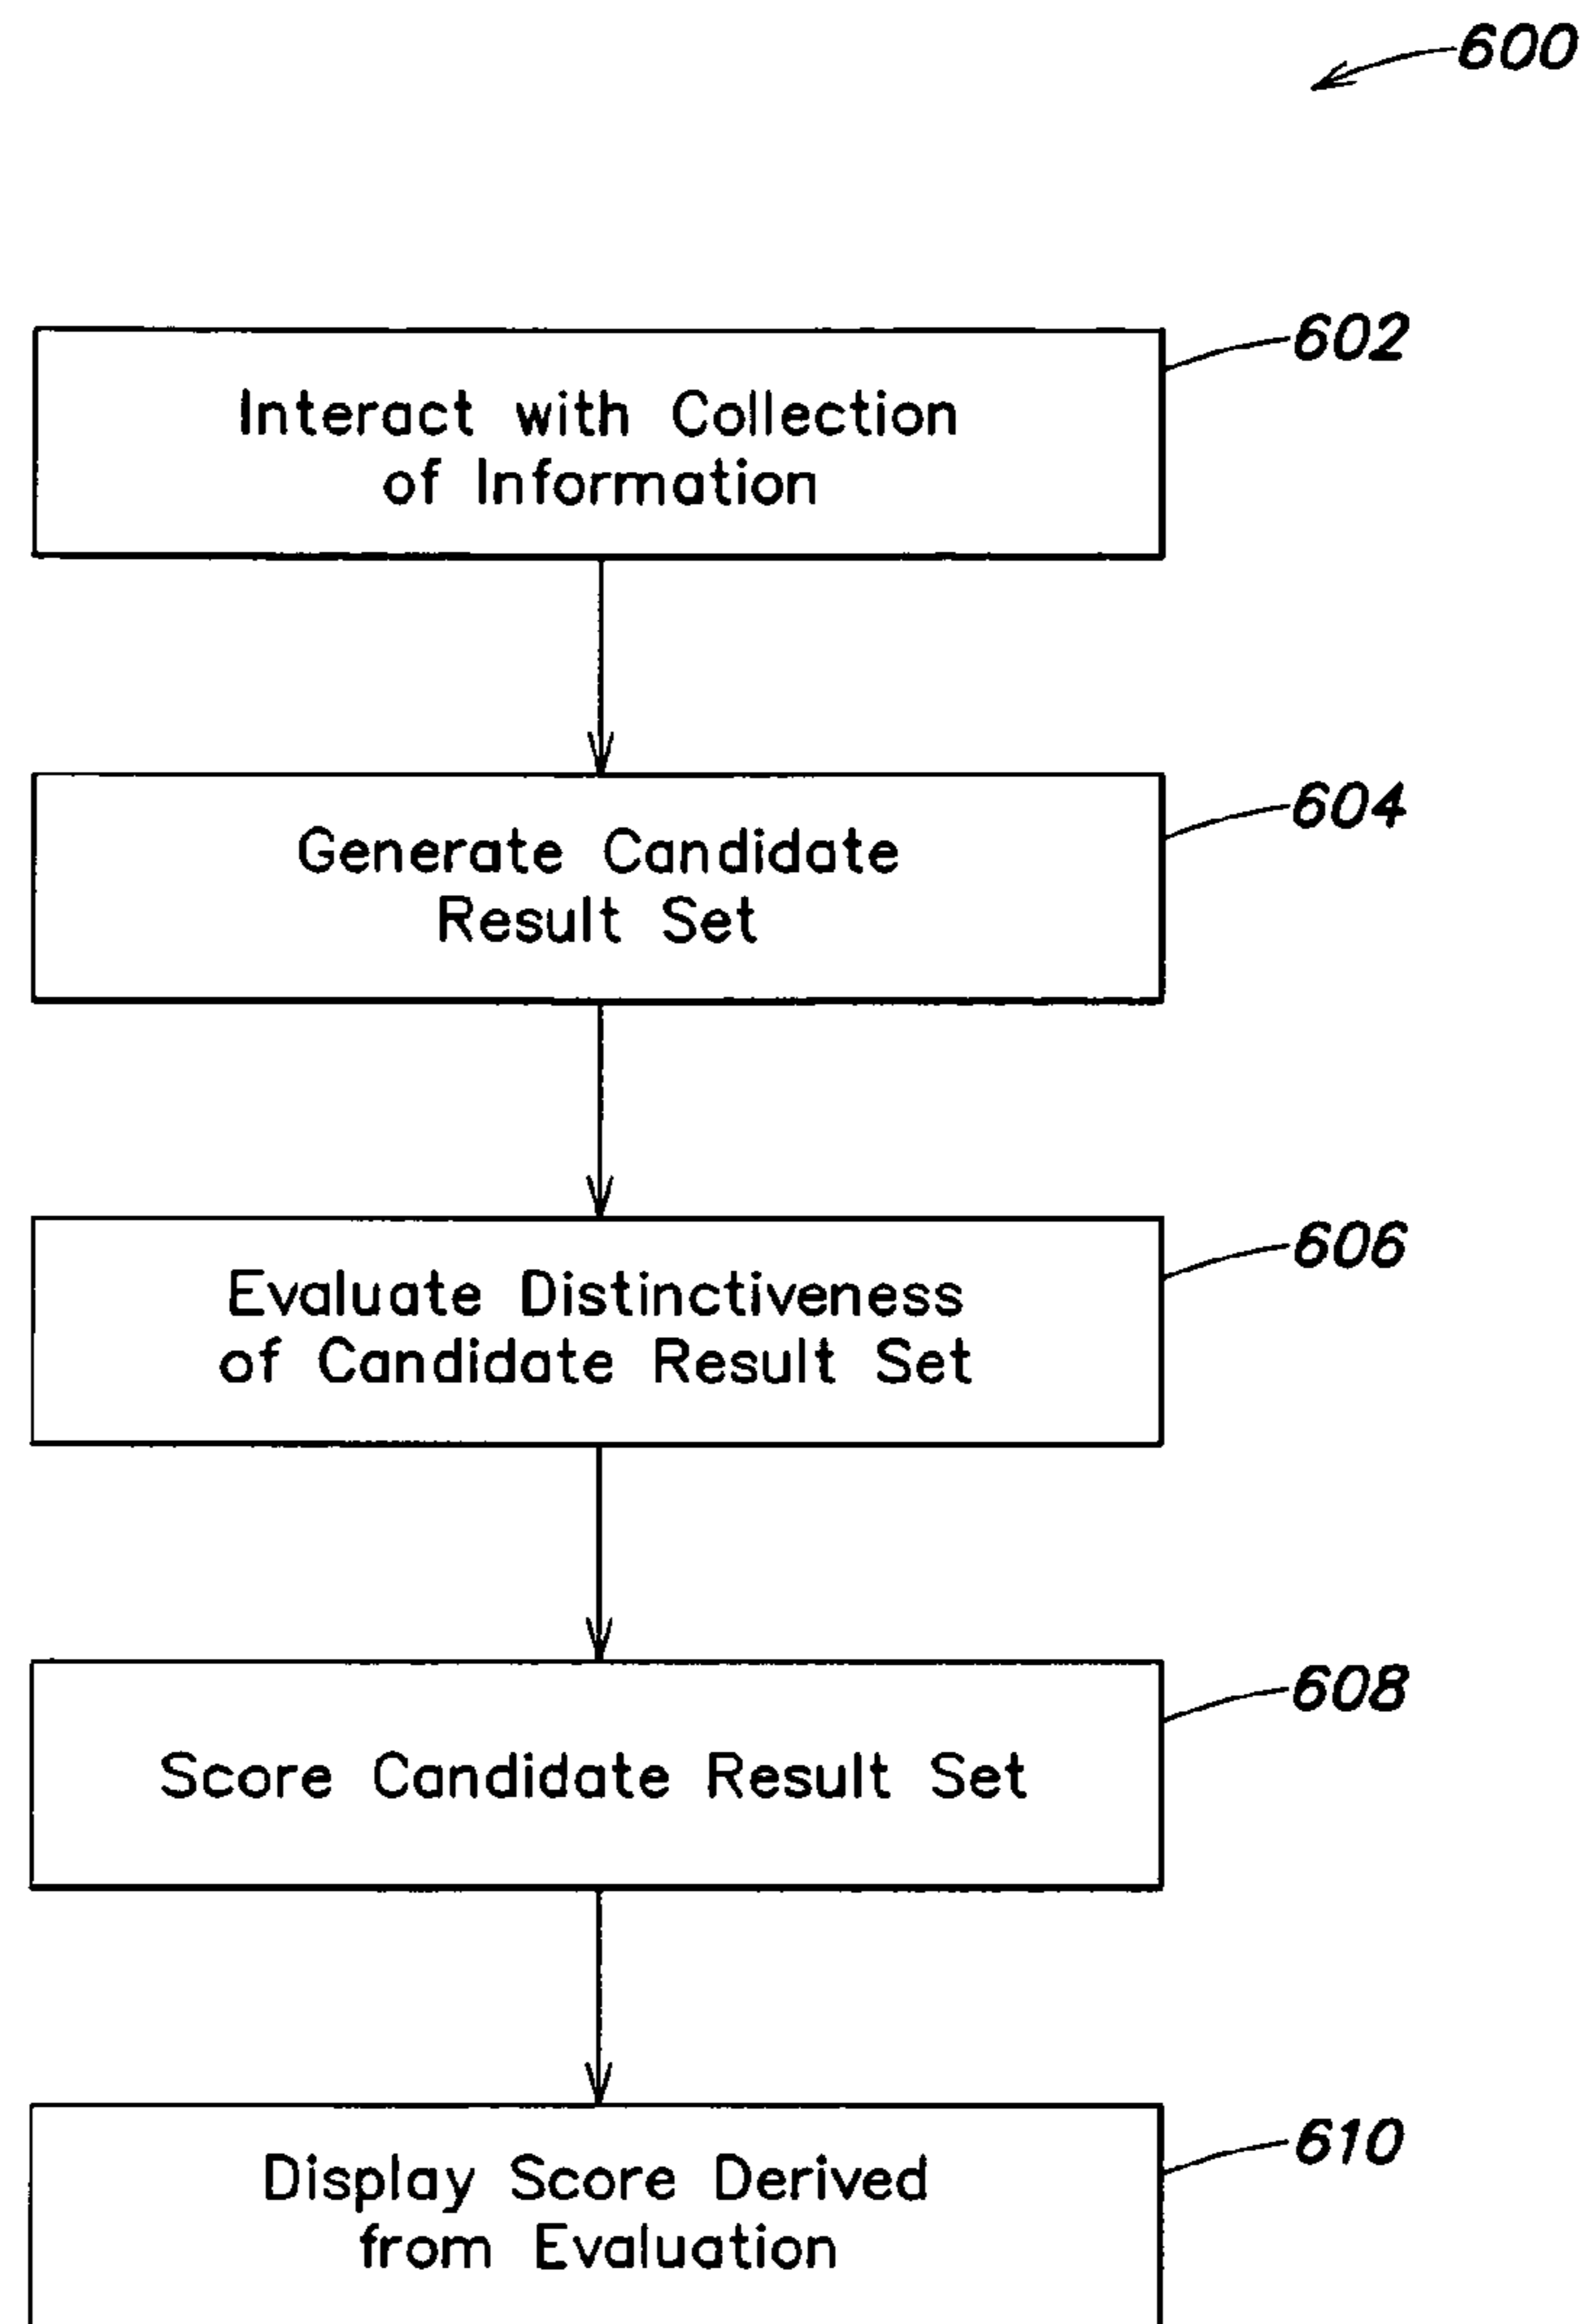 600
602
Interact with Collection
of Information
604
Generate Candidate
Result Set
606
Evaluate Distinctiveness
of Candidate Result Set
608
Score Candidate Result Set
610
Display Score Derived
from Evaluation